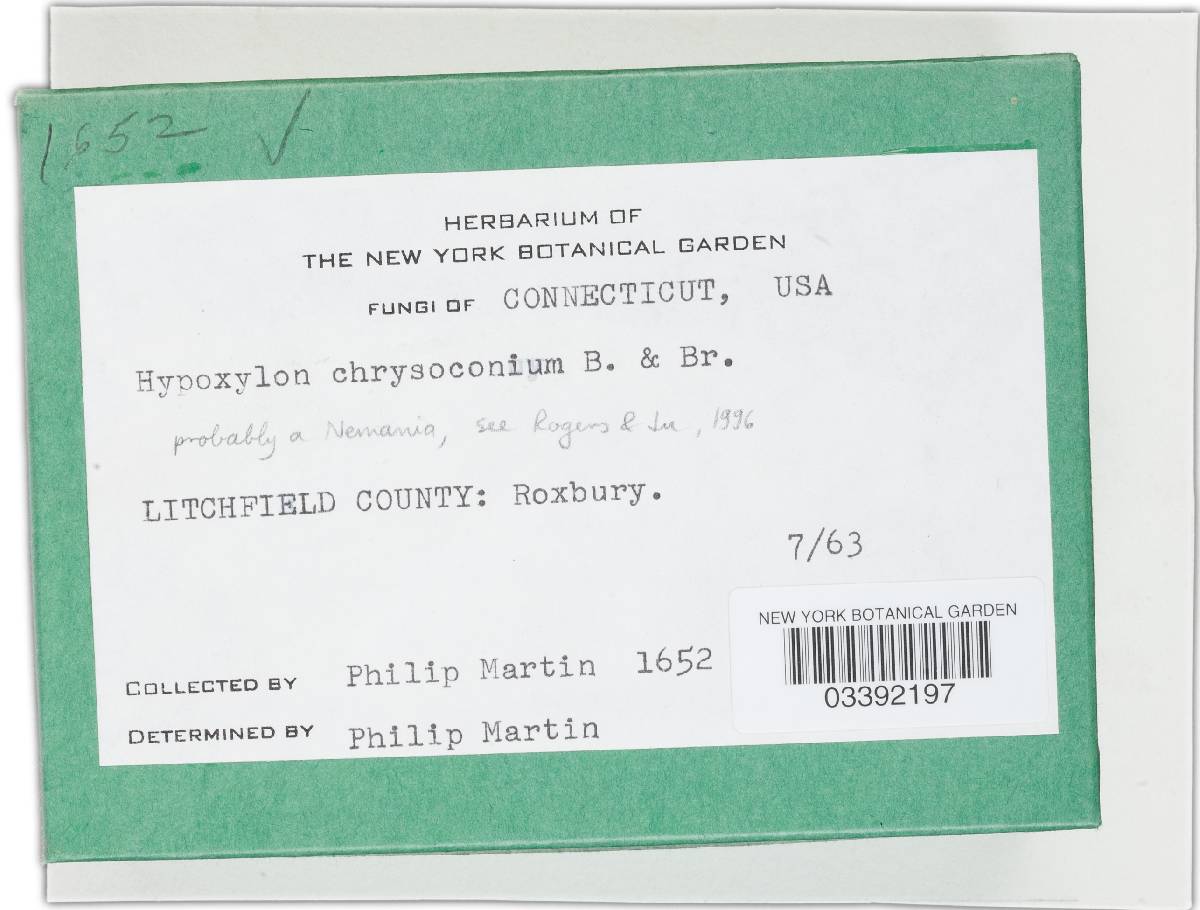 1652 ✓
HERBARIUM OF
THE NEW YORK BOTANICAL GARDEN
FUNGI OF CONNECTICUT, USA
Hypoxylon chrysoconium B. & Br.
probably a Nemania, see Rogers & Ju, 1996
LITCHFIELD COUNTY: Roxbury.
7/63
NEW YORK BOTANICAL GARDEN
03392197
COLLECTED BY Philip Martin 1652
DETERMINED BY Philip Martin